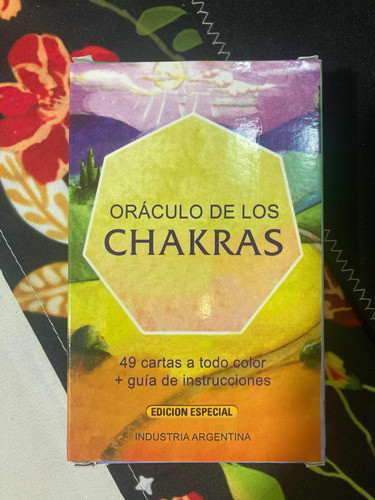 ORÁCULO DE LOS
CHAKRAS
49 cartas a todo color
+ guía de instrucciones
EDICION ESPECIAL
INDUSTRIA ARGENTINA